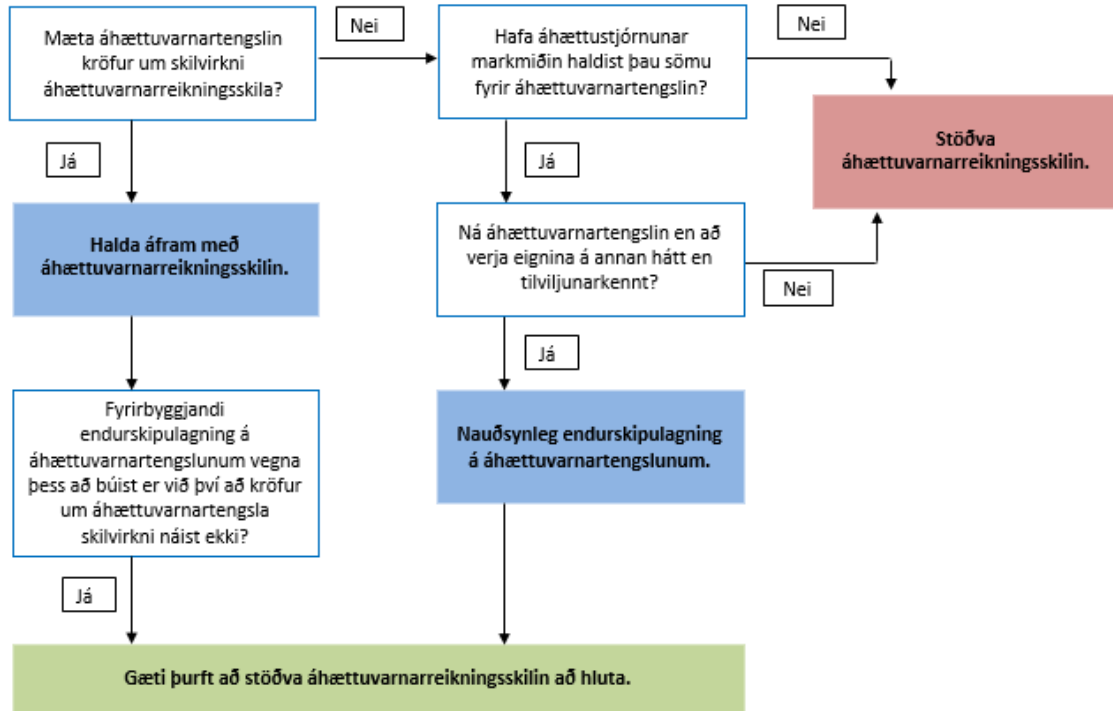 Mæta áhættuvarnartengslin
kröfur um skilvirkni
áhættuvarnarreikningsskila?
Nei
Hafa áhættustjórnunar
markmiðin haldist þau sömu
fyrir áhættuvarnartengslin?
Nei
Stöðva
áhættuvarnarreikningsskilin.
Já
Já
Halda áfram með
áhættuvarnarreikningsskilin.
Ná áhættuvarnartengslin en að
verja eignina á annan hátt en
tilviljunarkennt?
Nei
Já
Fyrirbyggjandi
endurskipulagning á
áhættuvarnartengslunum vegna
þess að búist er við því að kröfur
um áhættuvarnartengsla
skilvirkni náist ekki?
Nauðsynleg endurskipulagning
á áhættuvarnartengslunum.
Já
Gæti þurft að stöðva áhættuvarnarreikningsskilin að hluta.